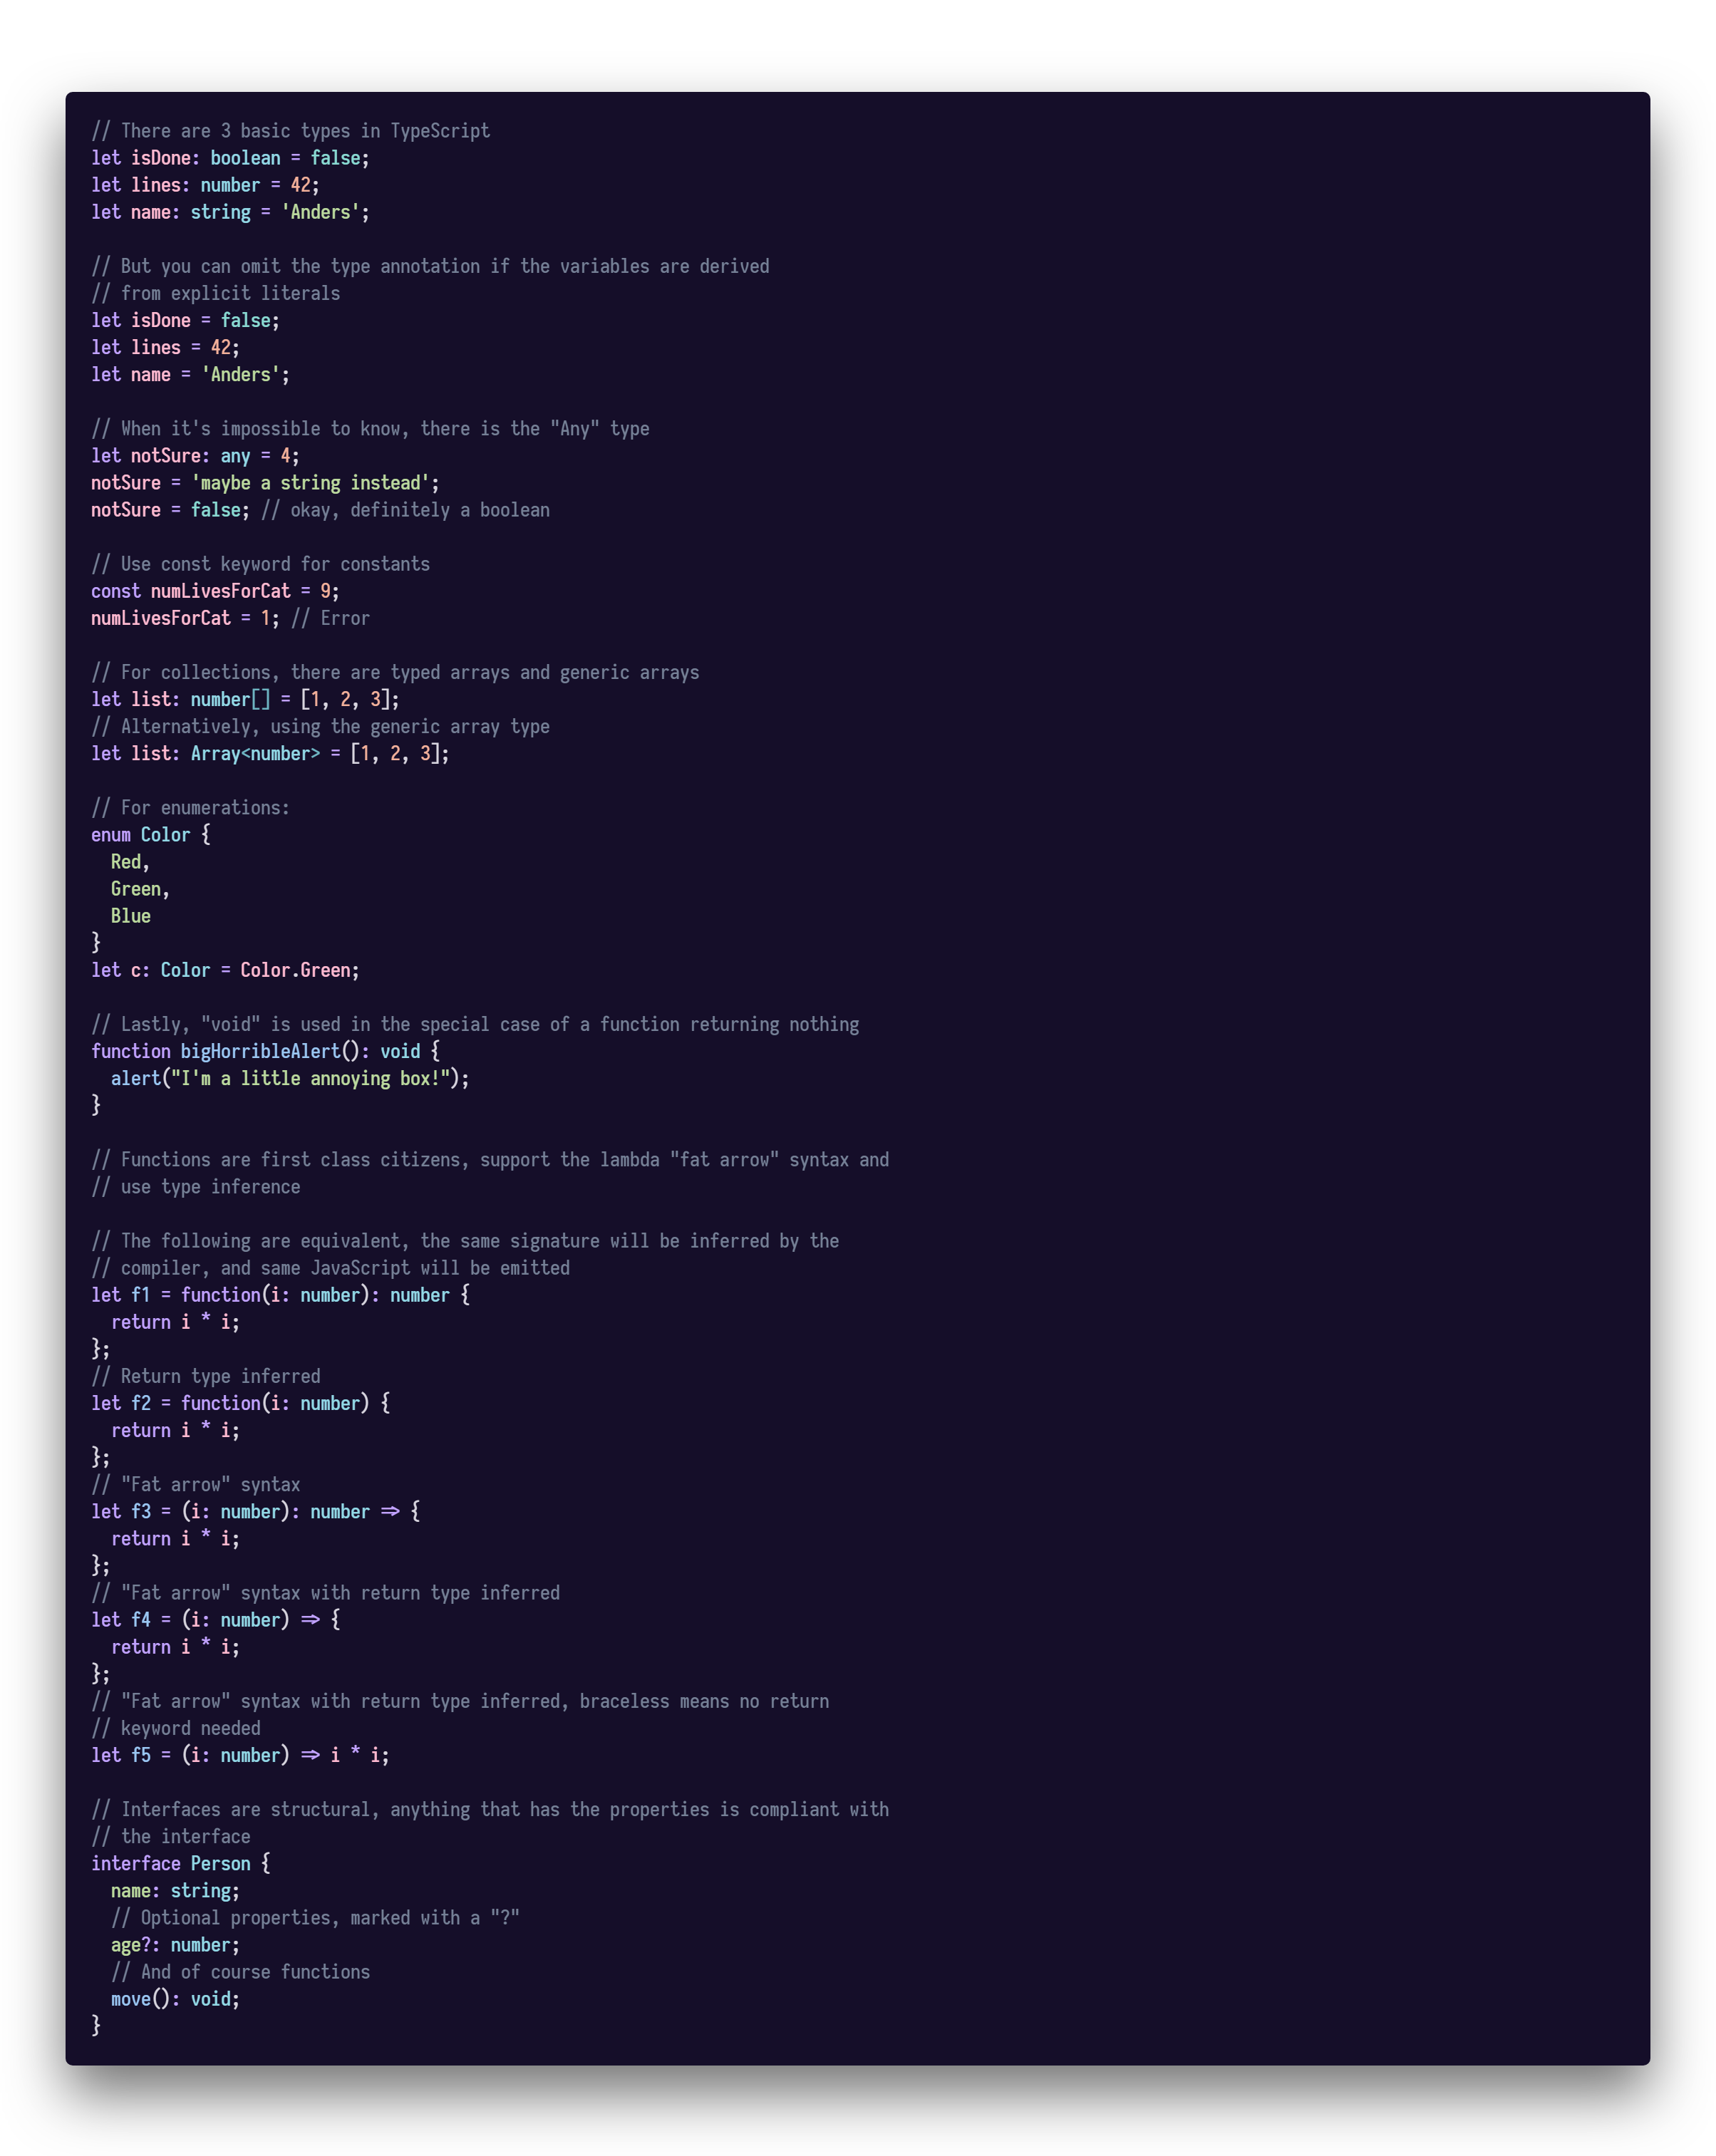 // There are 3 basic types in TypeScript
let isDone: boolean = false;
let lines: number = 42;
let name: string = 'Anders';

// But you can omit the type annotation if the variables are derived
// from explicit literals
let isDone = false;
let lines = 42;
let name = 'Anders';

// When it's impossible to know, there is the "Any" type
let notSure: any = 4;
notSure = 'maybe a string instead';
notSure = false; // okay, definitely a boolean

// Use const keyword for constants
const numLivesForCat = 9;
numLivesForCat = 1; // Error

// For collections, there are typed arrays and generic arrays
let list: number[] = [1, 2, 3];
// Alternatively, using the generic array type
let list: Array<number> = [1, 2, 3];

// For enumerations:
enum Color {
  Red,
  Green,
  Blue
}
let c: Color = Color.Green;

// Lastly, "void" is used in the special case of a function returning nothing
function bigHorribleAlert(): void {
  alert("I'm a little annoying box!");
}

// Functions are first class citizens, support the lambda "fat arrow" syntax and
// use type inference

// The following are equivalent, the same signature will be inferred by the
// compiler, and same JavaScript will be emitted
let f1 = function(i: number): number {
  return i * i;
};
// Return type inferred
let f2 = function(i: number) {
  return i * i;
};
// "Fat arrow" syntax
let f3 = (i: number): number => {
  return i * i;
};
// "Fat arrow" syntax with return type inferred
let f4 = (i: number) => {
  return i * i;
};
// "Fat arrow" syntax with return type inferred, braceless means no return
// keyword needed
let f5 = (i: number) => i * i;

// Interfaces are structural, anything that has the properties is compliant with
// the interface
interface Person {
  name: string;
  // Optional properties, marked with a "?"
  age?: number;
  // And of course functions
  move(): void;
}